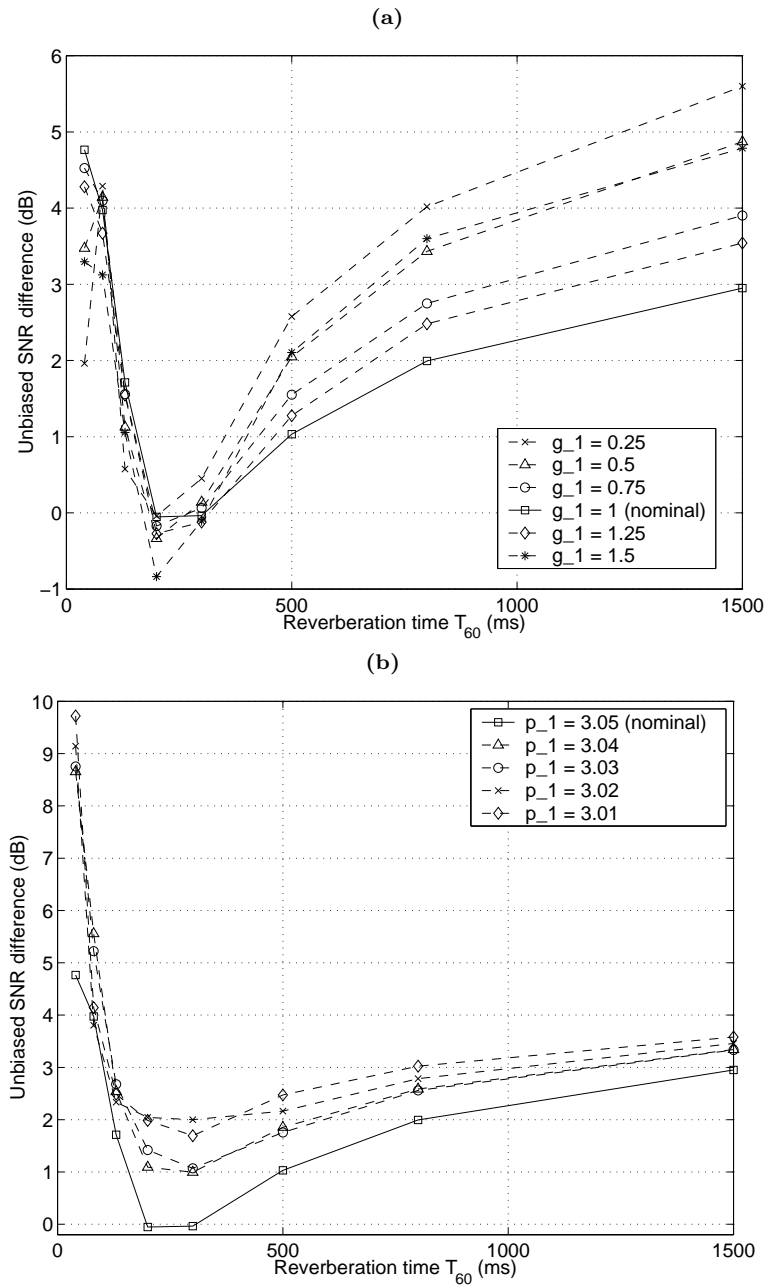 (a)
6
5
4
3
2
1
0
−1
Unbiased SNR difference (dB)
g_1 = 0.25
g_1 = 0.5
g_1 = 0.75
g_1 = 1 (nominal)
g_1 = 1.25
g_1 = 1.5
0 500 1000 1500
Reverberation time T60 (ms)
(b)
10
9
8
7
6
5
4
3
2
1
0
Unbiased SNR difference (dB)
p_1 = 3.05 (nominal)
p_1 = 3.04
p_1 = 3.03
p_1 = 3.02
p_1 = 3.01
0 500 1000 1500
Reverberation time T60 (ms)